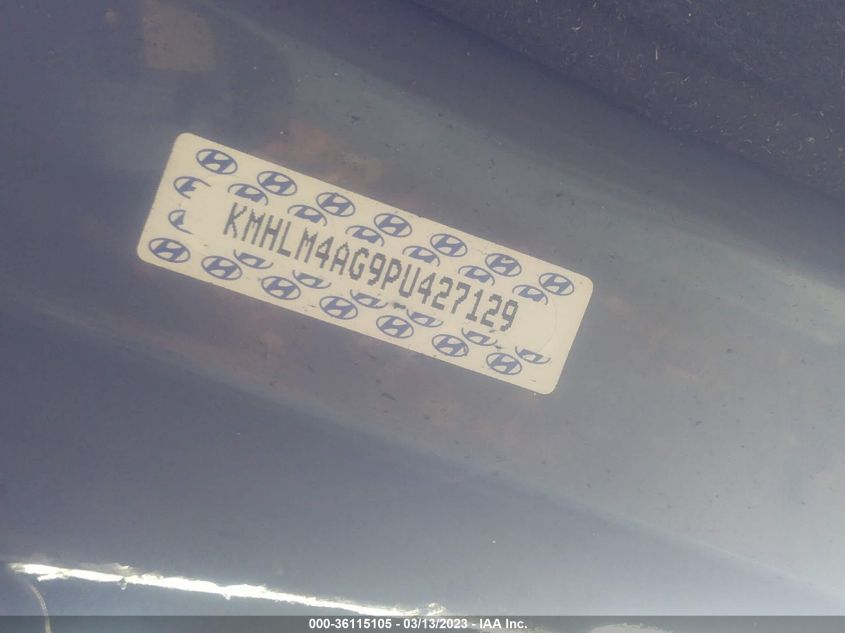 KMHLM4AG9PU427129
000-36115105 - 03/13/2023 - IAA Inc.